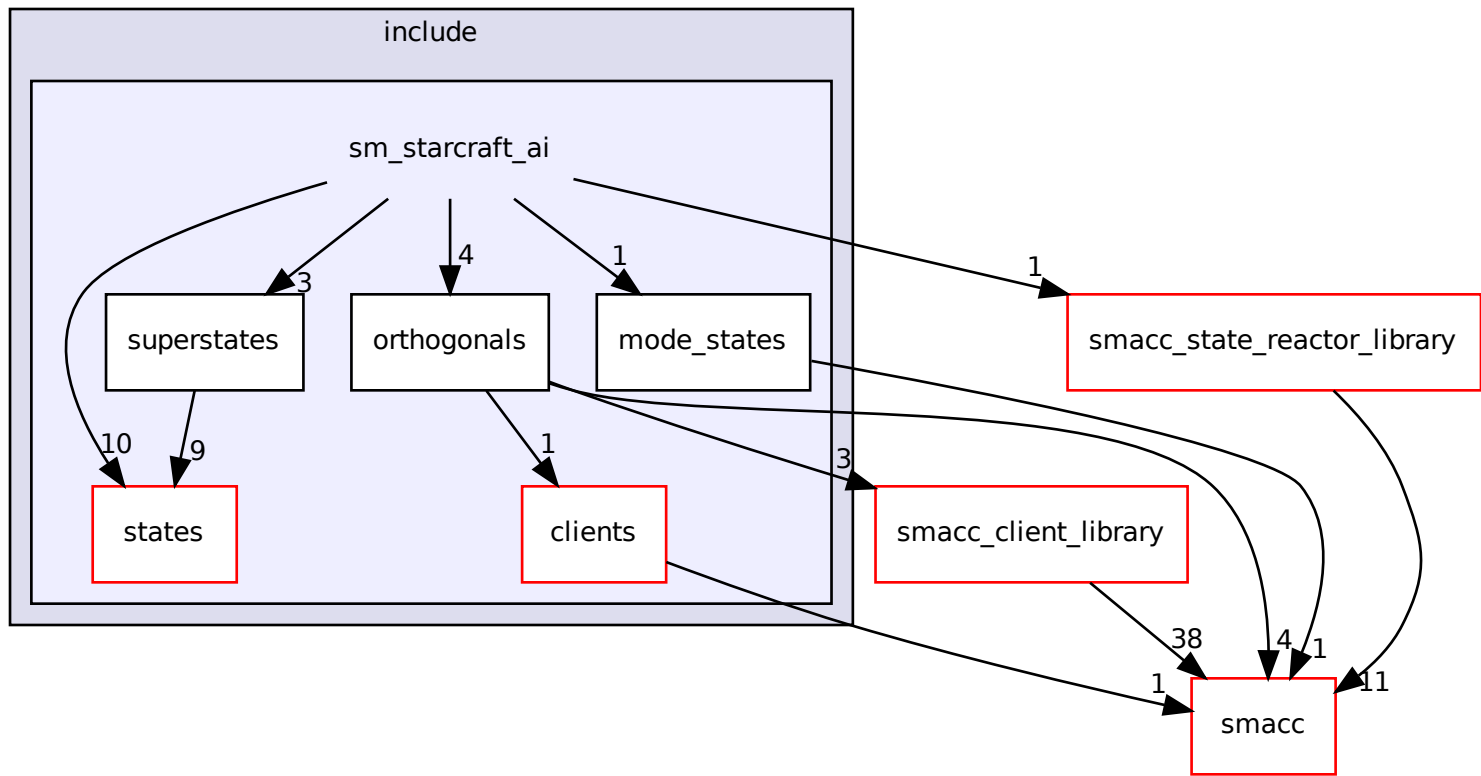 include
sm_starcraft_ai
1
4
1
3
superstates
orthogonals
mode_states
smacc_state_reactor_library
10
9
1
3
states
clients
smacc_client_library
38
4
1
1
11
smacc